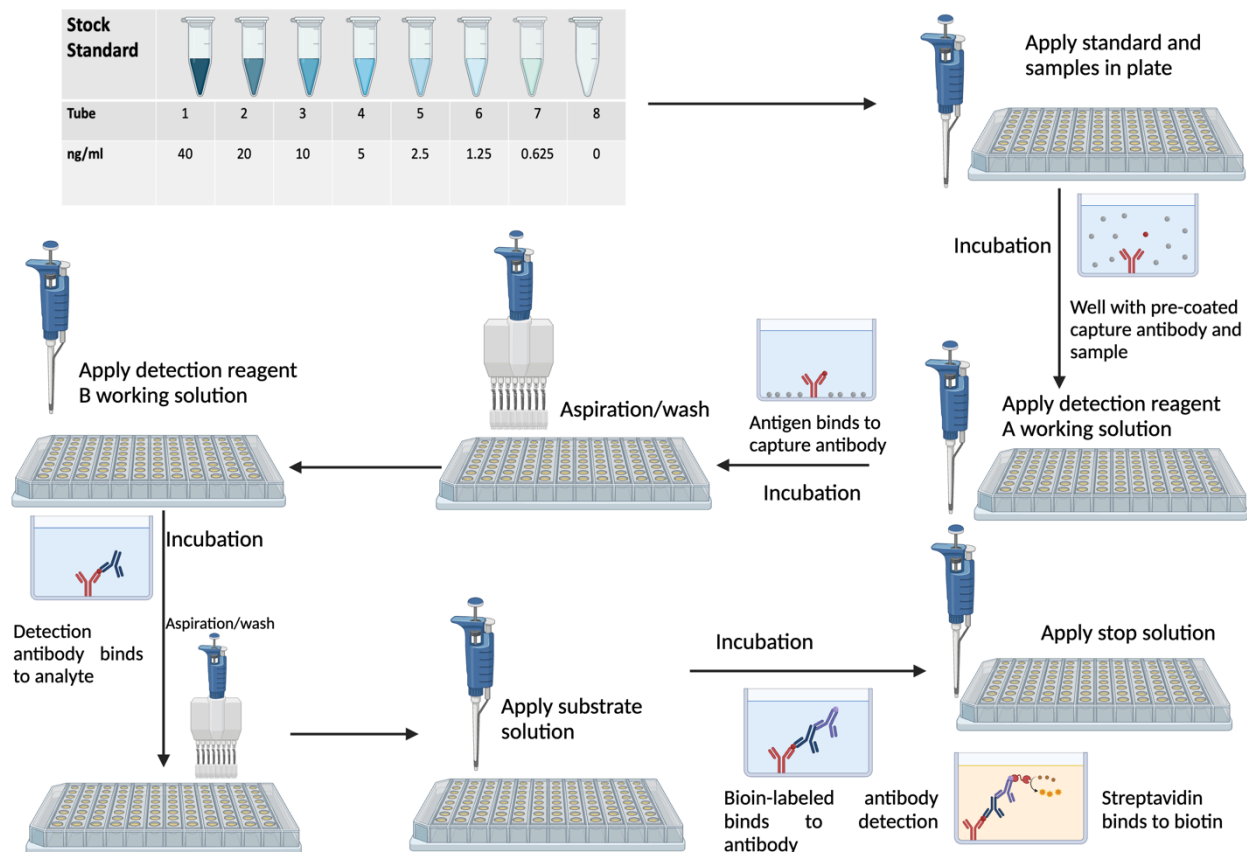 Stock
Standard
Tube 1 2 3 4 5 6 7 8
ng/ml 40 20 10 5 2.5 1.25 0.625 0
Apply standard and
samples in plate
Incubation
Well with pre-coated
capture antibody and
sample
Apply detection reagent
A working solution
Antigen binds to
capture antibody
Incubation
Aspiration/wash
Apply detection reagent
B working solution
Incubation
Detection
antibody binds
to analyte
Aspiration/wash
Apply substrate
solution
Incubation
Bioin-labeled antibody
binds to detection
antibody
Apply stop solution
Streptavidin
binds to biotin